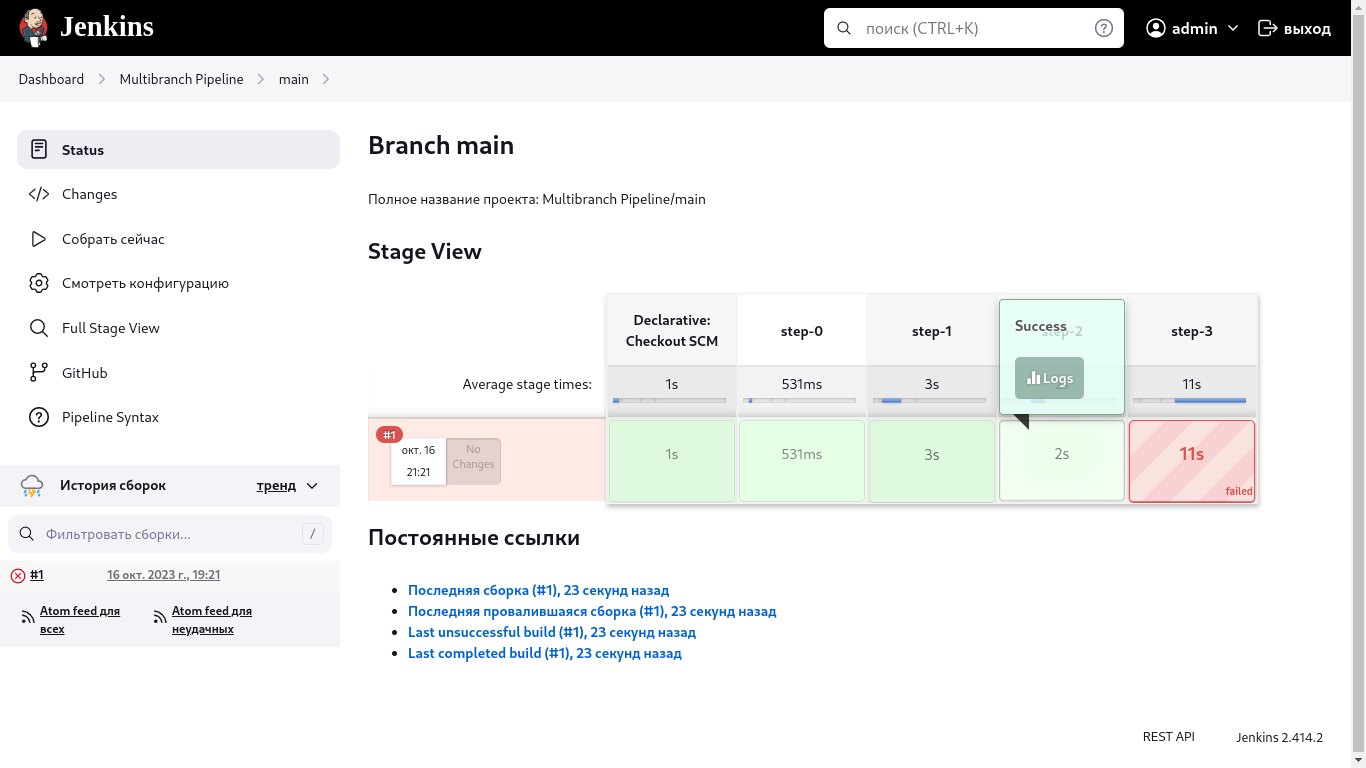 Jenkins
поиск (CTRL+K)
admin
выход
Dashboard
Multibranch Pipeline
main
Status
Changes
Собрать сейчас
Смотреть конфигурацию
Full Stage View
GitHub
Pipeline Syntax
История сборок
тренд
Фильтровать сборки...
/
#1
16 окт. 2023 г., 19:21
Atom feed для
всех
Atom feed для
неудачных
Branch main
Полное название проекта: Multibranch Pipeline/main
Stage View
Declarative:
Checkout SCM
step-0
step-1
step-2
step-3
Success
Logs
Average stage times:
1s
531ms
3s
11s
#1
окт. 16
21:21
No
Changes
1s
531ms
3s
2s
11s
failed
Постоянные ссылки
Последняя сборка (#1), 23 секунд назад
Последняя провалившаяся сборка (#1), 23 секунд назад
Last unsuccessful build (#1), 23 секунд назад
Last completed build (#1), 23 секунд назад
REST API
Jenkins 2.414.2